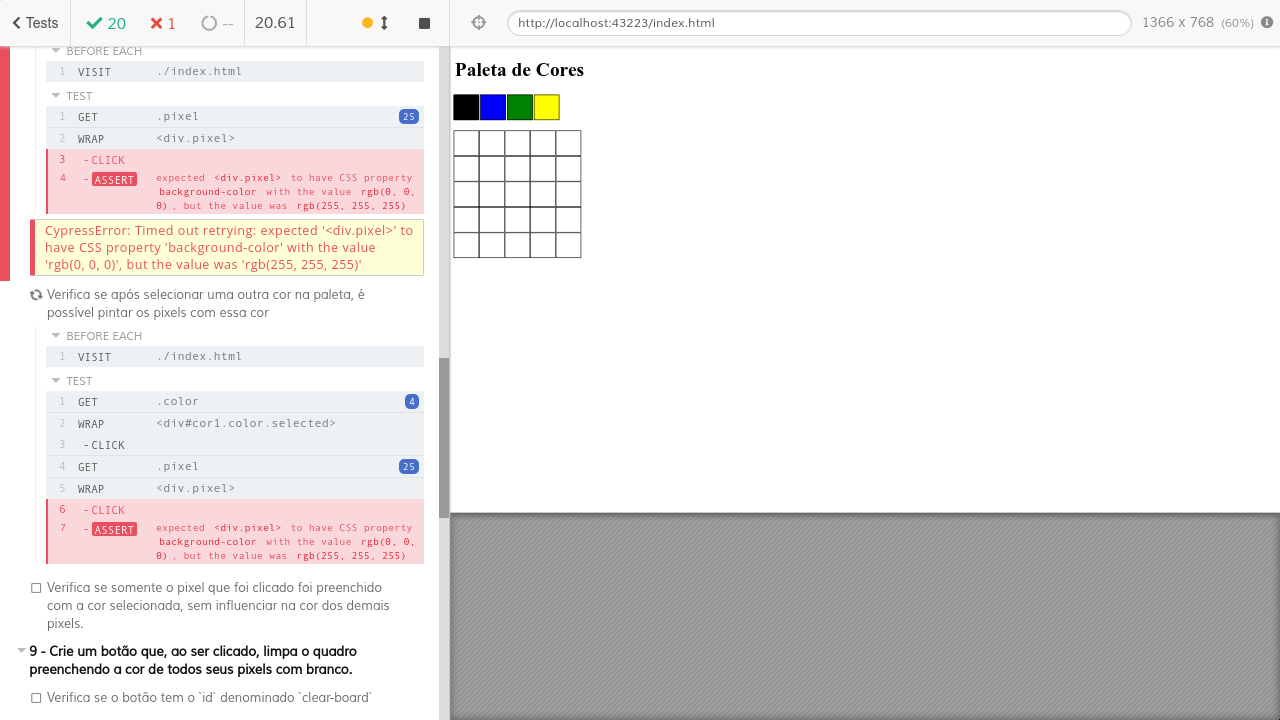 Tests 20 1 -- 20.61 http://localhost:43223/index.html 1366 x 768 (60%)
BEFORE EACH
1 VISIT ./index.html
TEST
1 GET .pixel 25
2 WRAP <div.pixel>
3 -CLICK
4 -ASSERT expected <div.pixel> to have CSS property
background-color with the value rgb(0, 0,
0) , but the value was rgb(255, 255, 255)
CypressError: Timed out retrying: expected '<div.pixel>' to
have CSS property 'background-color' with the value
'rgb(0, 0, 0)', but the value was 'rgb(255, 255, 255)'
Verifica se após selecionar uma outra cor na paleta, é
possível pintar os pixels com essa cor
BEFORE EACH
1 VISIT ./index.html
TEST
1 GET .color 4
2 WRAP <div#cor1.color.selected>
3 -CLICK
4 GET .pixel 25
5 WRAP <div.pixel>
6 -CLICK
7 -ASSERT expected <div.pixel> to have CSS property
background-color with the value rgb(0, 0,
0) , but the value was rgb(255, 255, 255)
Verifica se somente o pixel que foi clicado foi preenchido
com a cor selecionada, sem influenciar na cor dos demais
pixels.
9 - Crie um botão que, ao ser clicado, limpa o quadro
preenchendo a cor de todos seus pixels com branco.
Verifica se o botão tem o `id` denominado `clear-board`
Paleta de Cores